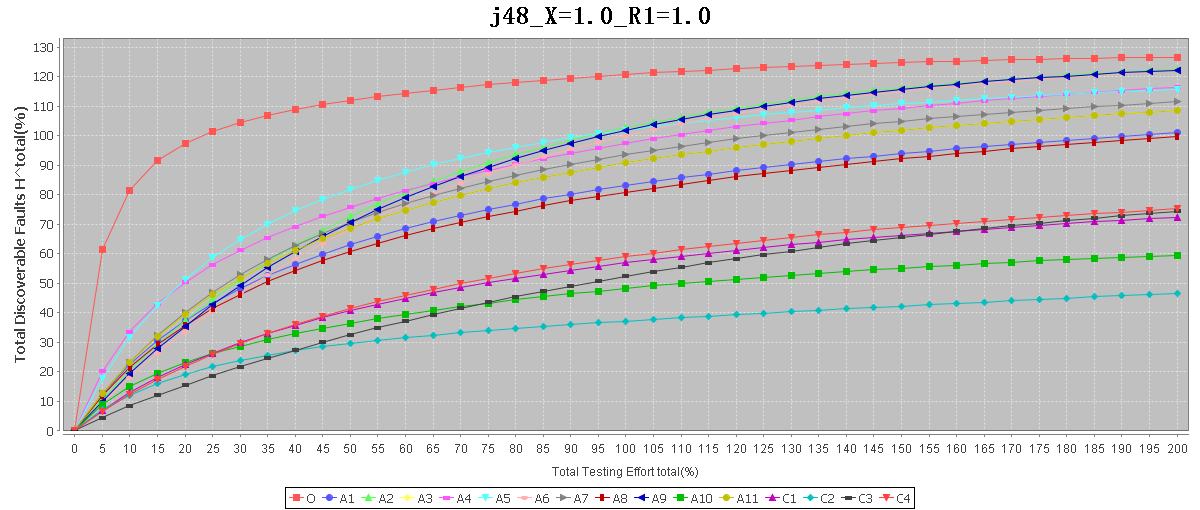 j48_X=1.0_R1=1.0
Total Discoverable Faults H^total(%)
130
120
110
100
90
80
70
60
50
40
30
20
10
0
0 5 10 15 20 25 30 35 40 45 50 55 60 65 70 75 80 85 90 95 100 105 110 115 120 125 130 135 140 145 150 155 160 165 170 175 180 185 190 195 200
Total Testing Effort total(%)
O A1 A2 A3 A4 A5 A6 A7 A8 A9 A10 A11 C1 C2 C3 C4